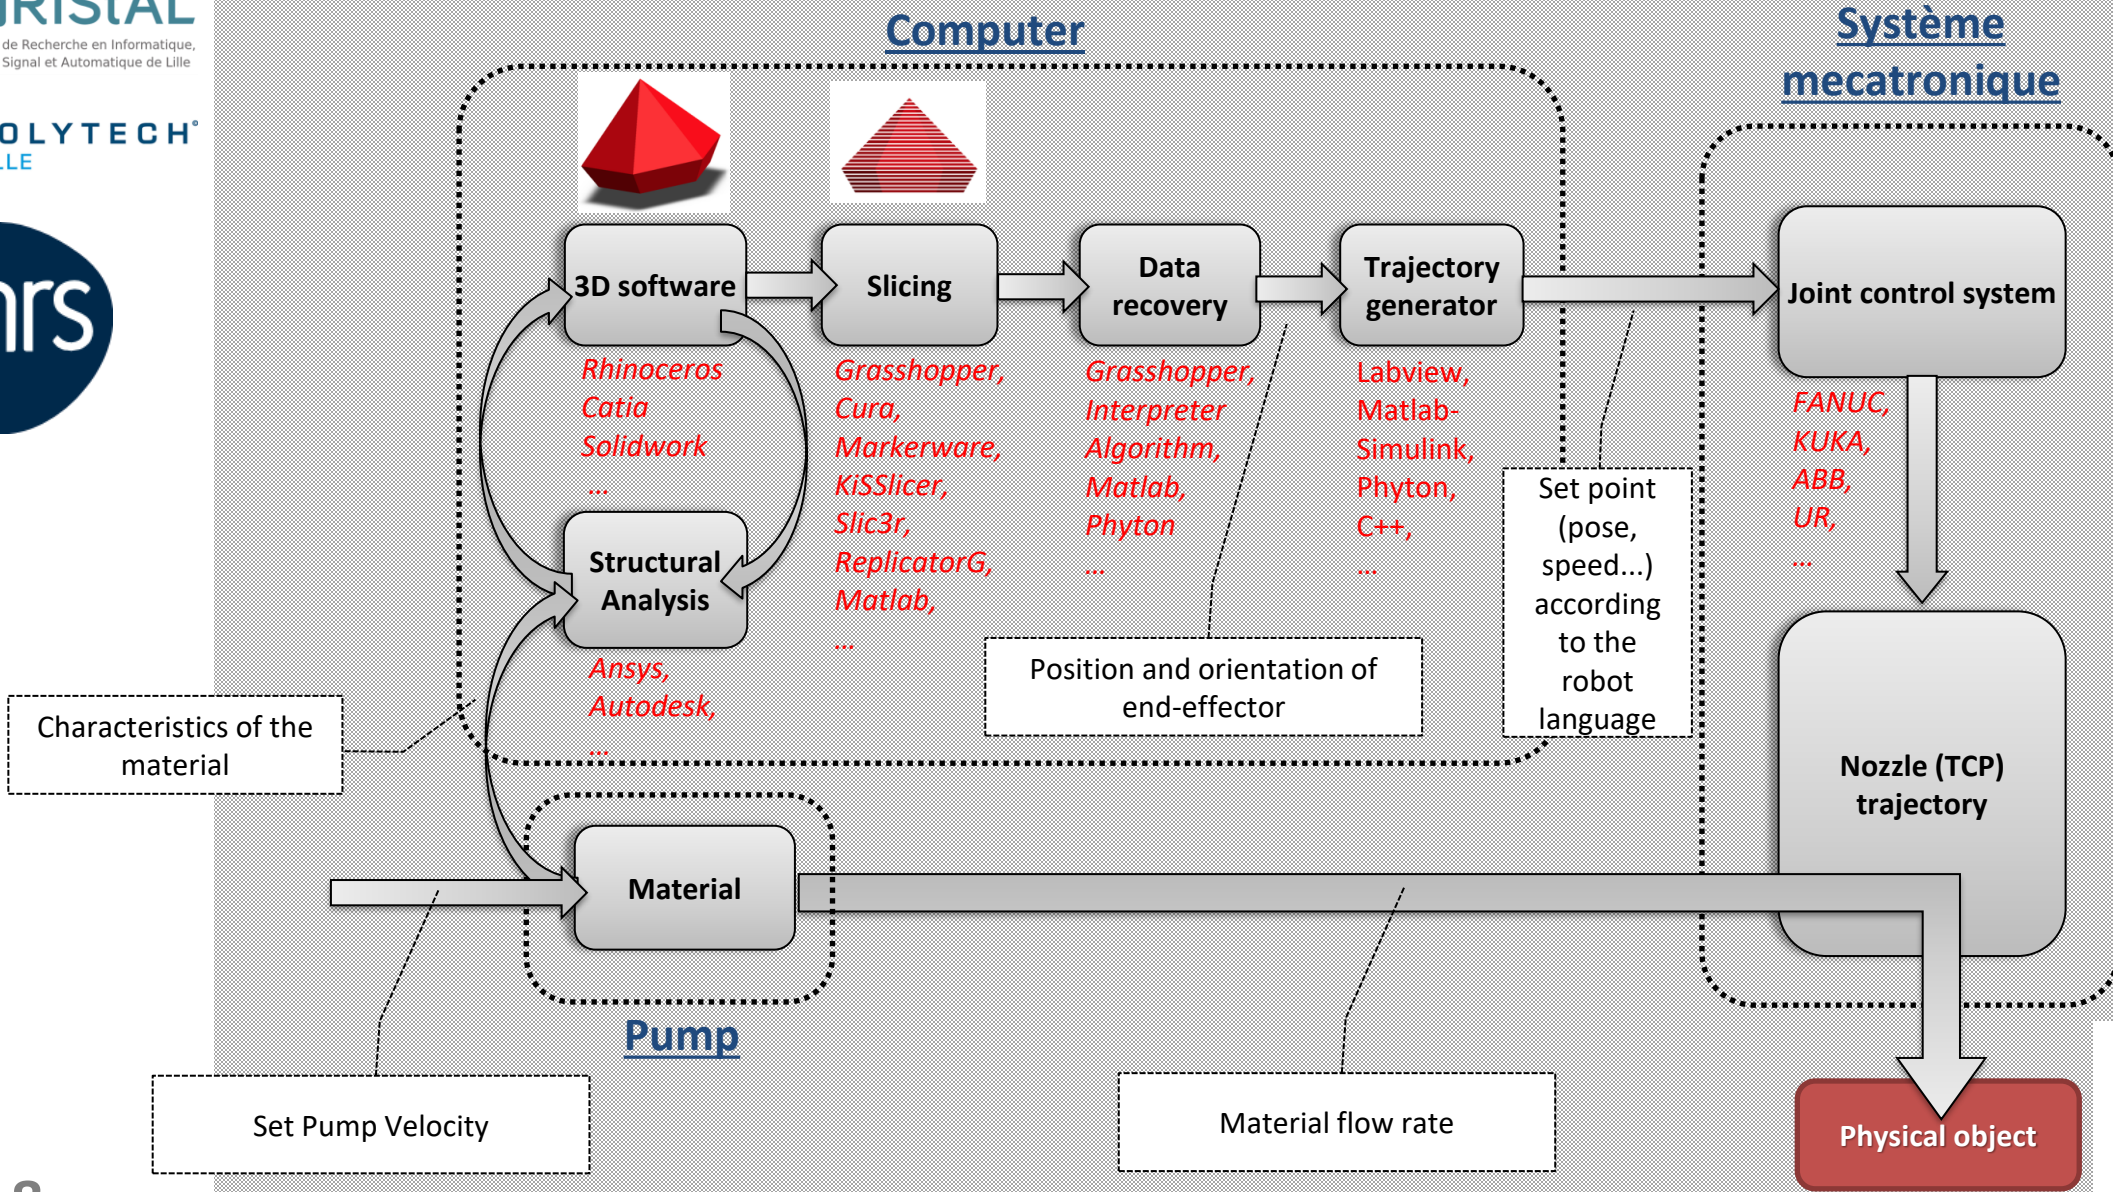 RIStAL
de Recherche en Informatique,
Signal et Automatique de Lille
OLYTECH
LLE
nrs
Computer
Système
mecatronique
3D software
Slicing
Data
recovery
Trajectory
generator
Joint control system
Rhinoceros
Catia
Solidwork
...
Grasshopper,
Cura,
Markerware,
KiSSlicer,
Slic3r,
ReplicatorG,
Matlab,
...
Grasshopper,
Interpreter
Algorithm,
Matlab,
Phyton
...
Labview,
Matlab-
Simulink,
Phyton,
C++,
...
FANUC,
KUKA,
ABB,
UR,
...
Set point
(pose,
speed...)
according
to the
robot
language
Structural
Analysis
Ansys,
Autodesk,
...
Position and orientation of
end-effector
Characteristics of the
material
Nozzle (TCP)
trajectory
Material
Pump
Set Pump Velocity
Material flow rate
Physical object